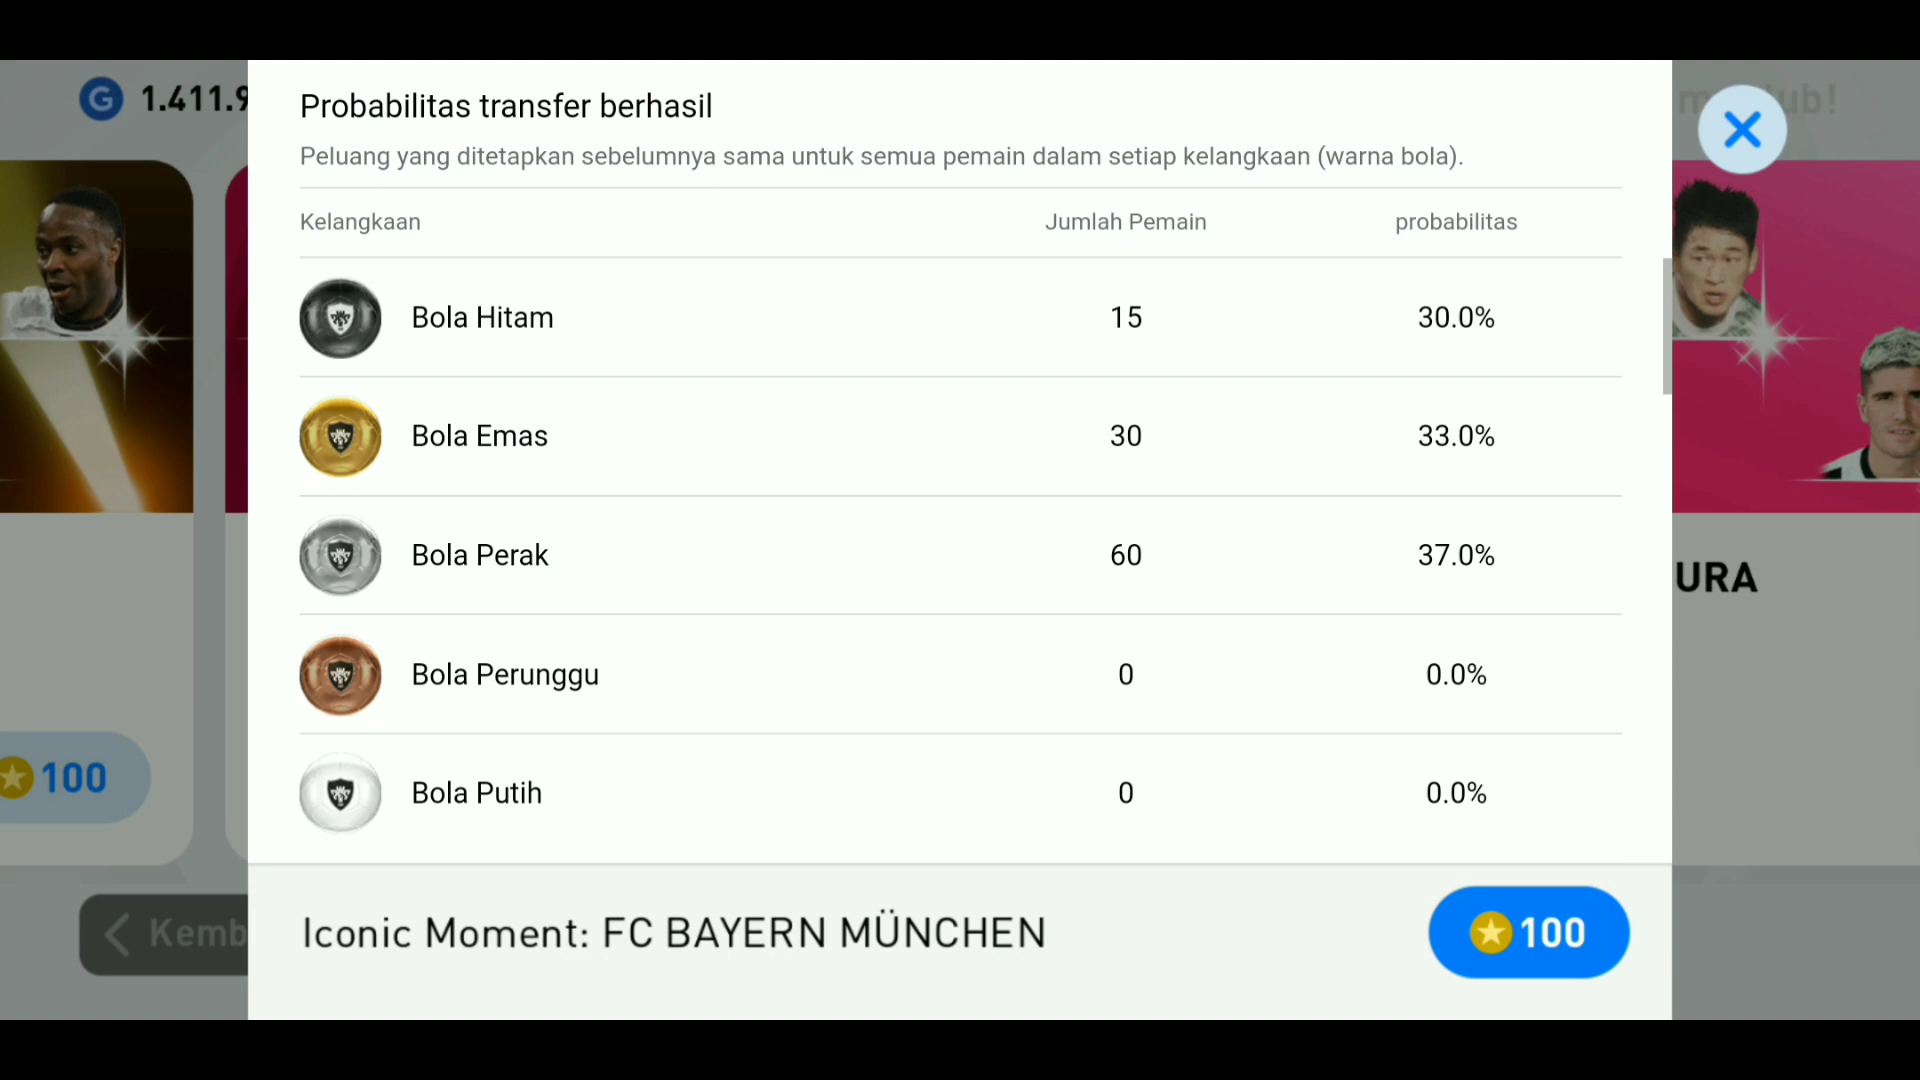 1.411.9
Probabilitas transfer berhasil
Peluang yang ditetapkan sebelumnya sama untuk semua pemain dalam setiap kelangkaan (warna bola).
Kelangkaan Jumlah Pemain probabilitas
Bola Hitam 15 30.0%
Bola Emas 30 33.0%
Bola Perak 60 37.0%
URA
Bola Perunggu 0 0.0%
100
Bola Putih 0 0.0%
Kemb
Iconic Moment: FC BAYERN MÜNCHEN 100